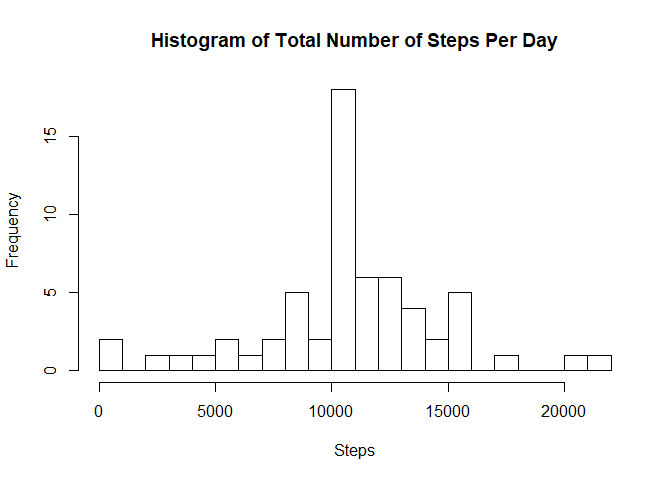 Histogram of Total Number of Steps Per Day
15
10
5
0
Frequency
0 5000 10000 15000 20000
Steps